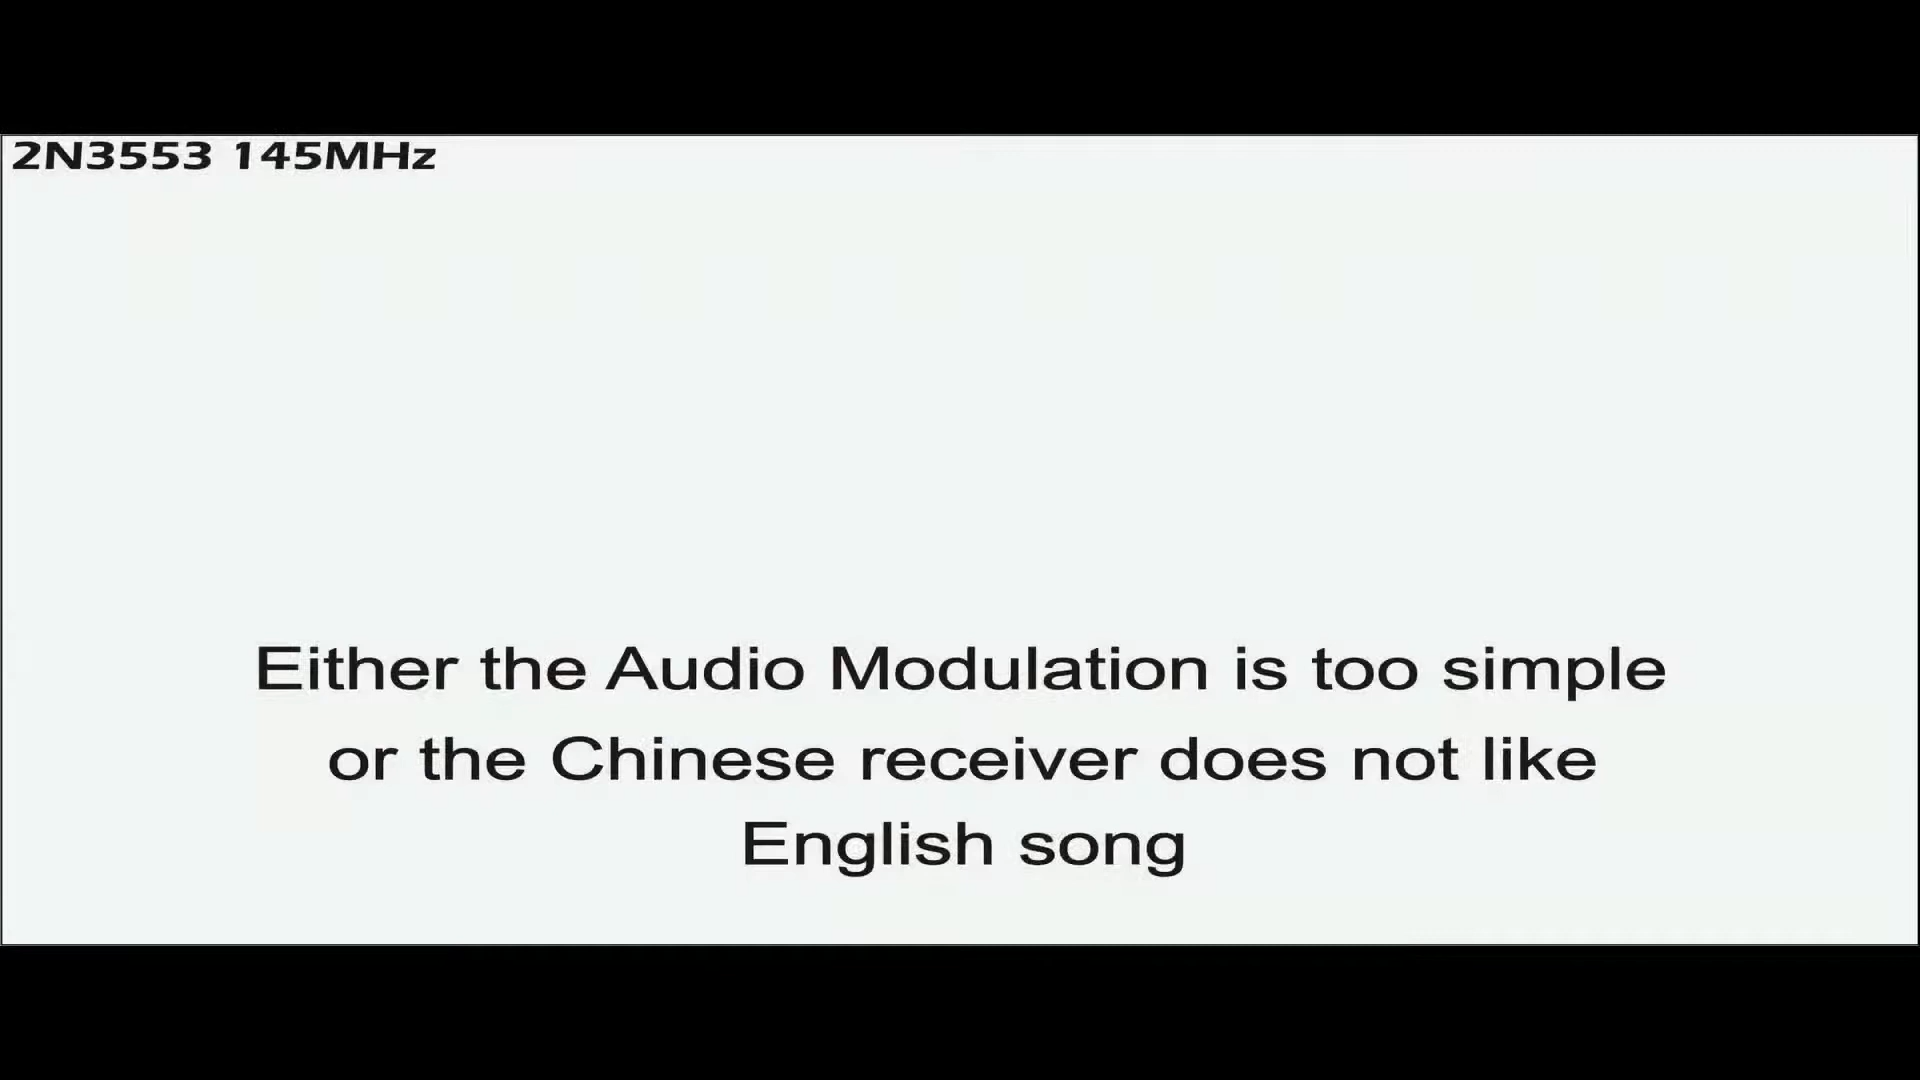 2N3553 145MHz
Either the Audio Modulation is too simple
or the Chinese receiver does not like
English song